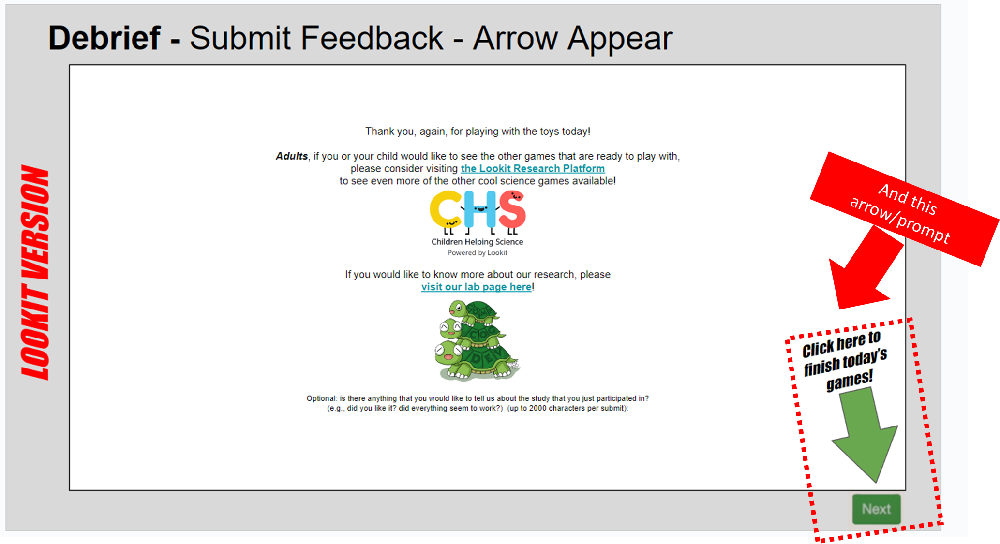 Debrief - Submit Feedback - Arrow Appear
LOOKIT VERSION
Thank you, again, for playing with the toys today!
Adults, if you or your child would like to see the other games that are ready to play with,
please consider visiting the Lookit Research Platform
to see even more of the other cool science games available!
CHS
Children Helping Science
Powered by Lookit
If you would like to know more about our research, please
visit our lab page here!
COMP
COG
DEV
Optional: is there anything that you would like to tell us about the study that you just participated in?
(e.g., did you like it? did everything seem to work?) (up to 2000 characters per submit):
And this
arrow/prompt
Click here to
finish today's
games!
Next